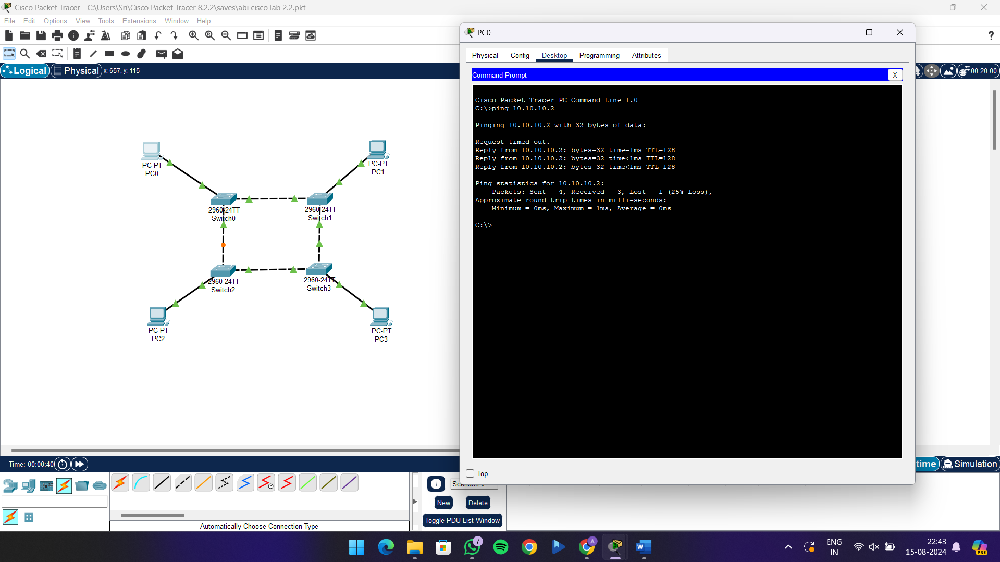 Cisco Packet Tracer - C:\Users\Sri\Cisco Packet Tracer 8.2.2\saves\abi cisco lab 2.2.pkt
File Edit Options View Tools Extensions Window Help
?
Logical Physical x: 657, y: 115
00:20:00
PC0
Physical Config Desktop Programming Attributes
Command Prompt
X
Cisco Packet Tracer PC Command Line 1.0
C:\>ping 10.10.10.2
Pinging 10.10.10.2 with 32 bytes of data:
Request timed out.
Reply from 10.10.10.2: bytes=32 time=1ms TTL=128
Reply from 10.10.10.2: bytes=32 time<1ms TTL=128
Reply from 10.10.10.2: bytes=32 time<1ms TTL=128
Ping statistics for 10.10.10.2:
Packets: Sent = 4, Received = 3, Lost = 1 (25% loss),
Approximate round trip times in milli-seconds:
Minimum = 0ms, Maximum = 1ms, Average = 0ms
C:\>
Top
PC-PT
PC0
PC-PT
PC1
2960-24TT
Switch0
2960-24TT
Switch1
2960-24TT
Switch2
2960-24TT
Switch3
PC-PT
PC2
PC-PT
PC3
Time: 00:00:40
time Simulation
New Delete
Toggle PDU List Window
Automatically Choose Connection Type
7
A
PRE
ENG
IN
22:43
15-08-2024